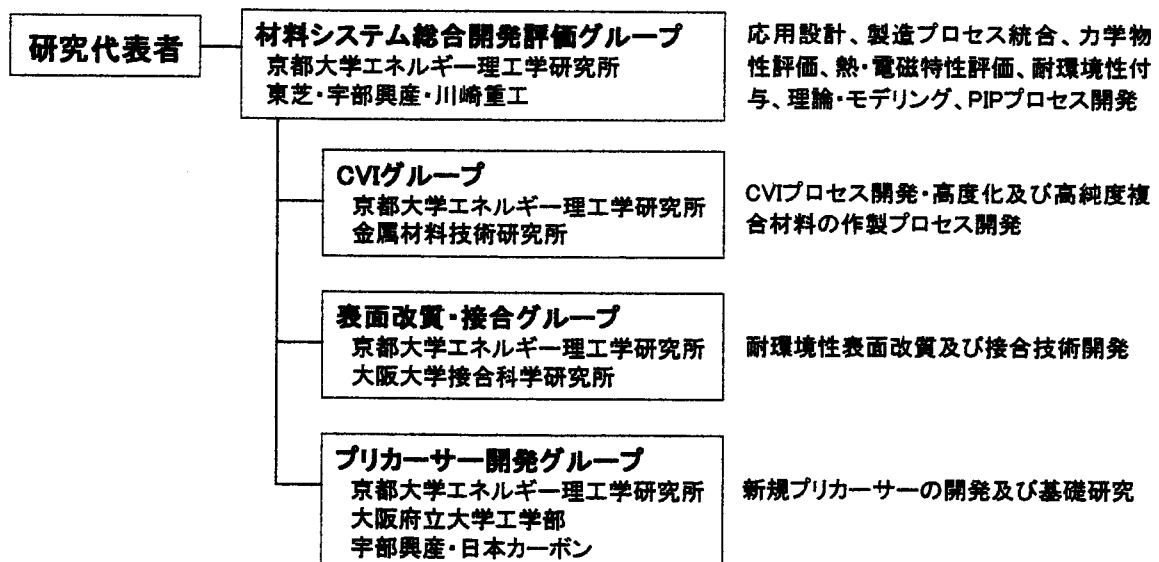 研究代表者
材料システム総合開発評価グループ
京都大学エネルギー理工学研究所
東芝・宇部興産・川崎重工
応用設計、製造プロセス統合、力学物
性評価、熱・電磁特性評価、耐環境性付
与、理論・モデリング、PIPプロセス開発
CVIグループ
京都大学エネルギー理工学研究所
金属材料技術研究所
CVIプロセス開発・高度化及び高純度複
合材料の作製プロセス開発
表面改質・接合グループ
京都大学エネルギー理工学研究所
大阪大学接合科学研究所
耐環境性表面改質及び接合技術開発
プリカーサー開発グループ
京都大学エネルギー理工学研究所
大阪府立大学工学部
宇部興産・日本カーボン
新規プリカーサーの開発及び基礎研究